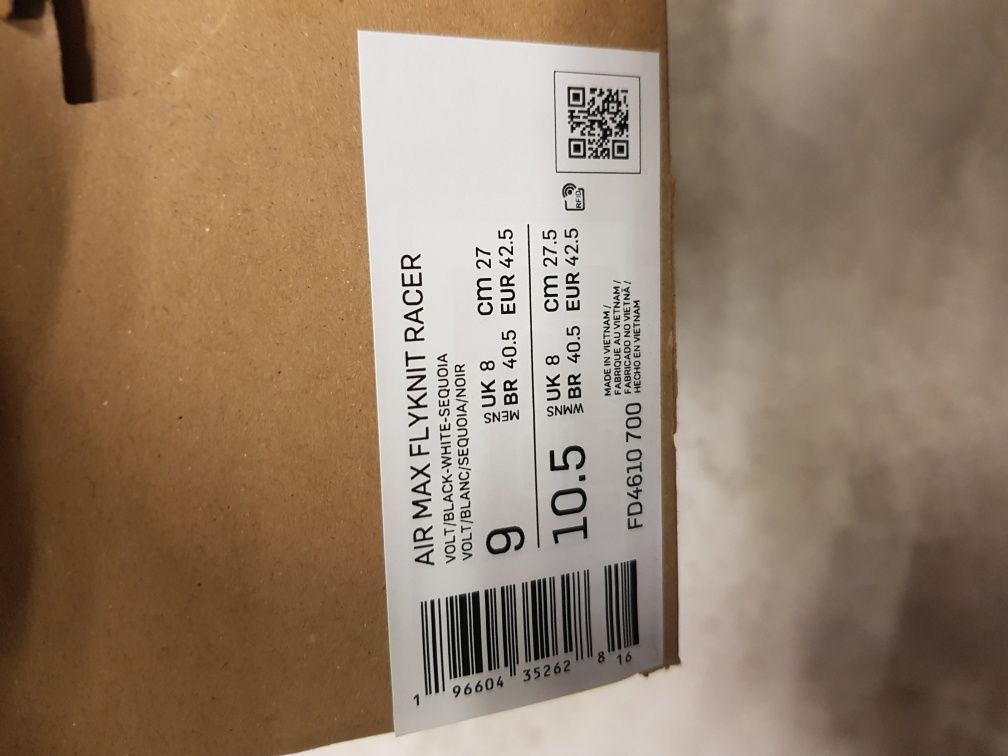 AIR MAX FLYKNIT RACER
VOLT/BLACK-WHITE-SEQUOIA
VOLT/BLANC/SEQUOIA/NOIR
9
MENS
UK 8 cm 27
BR 40.5 EUR 42.5
10.5
WMNS
UK 8 cm 27.5
BR 40.5 EUR 42.5
RFID
FD4610 700
MADE IN VIETNAM /
FABRIQUE AU VIETNAM /
FABRICADO NO VIETNÃ /
HECHO EN VIETNAM
1 96604 35262 8 16